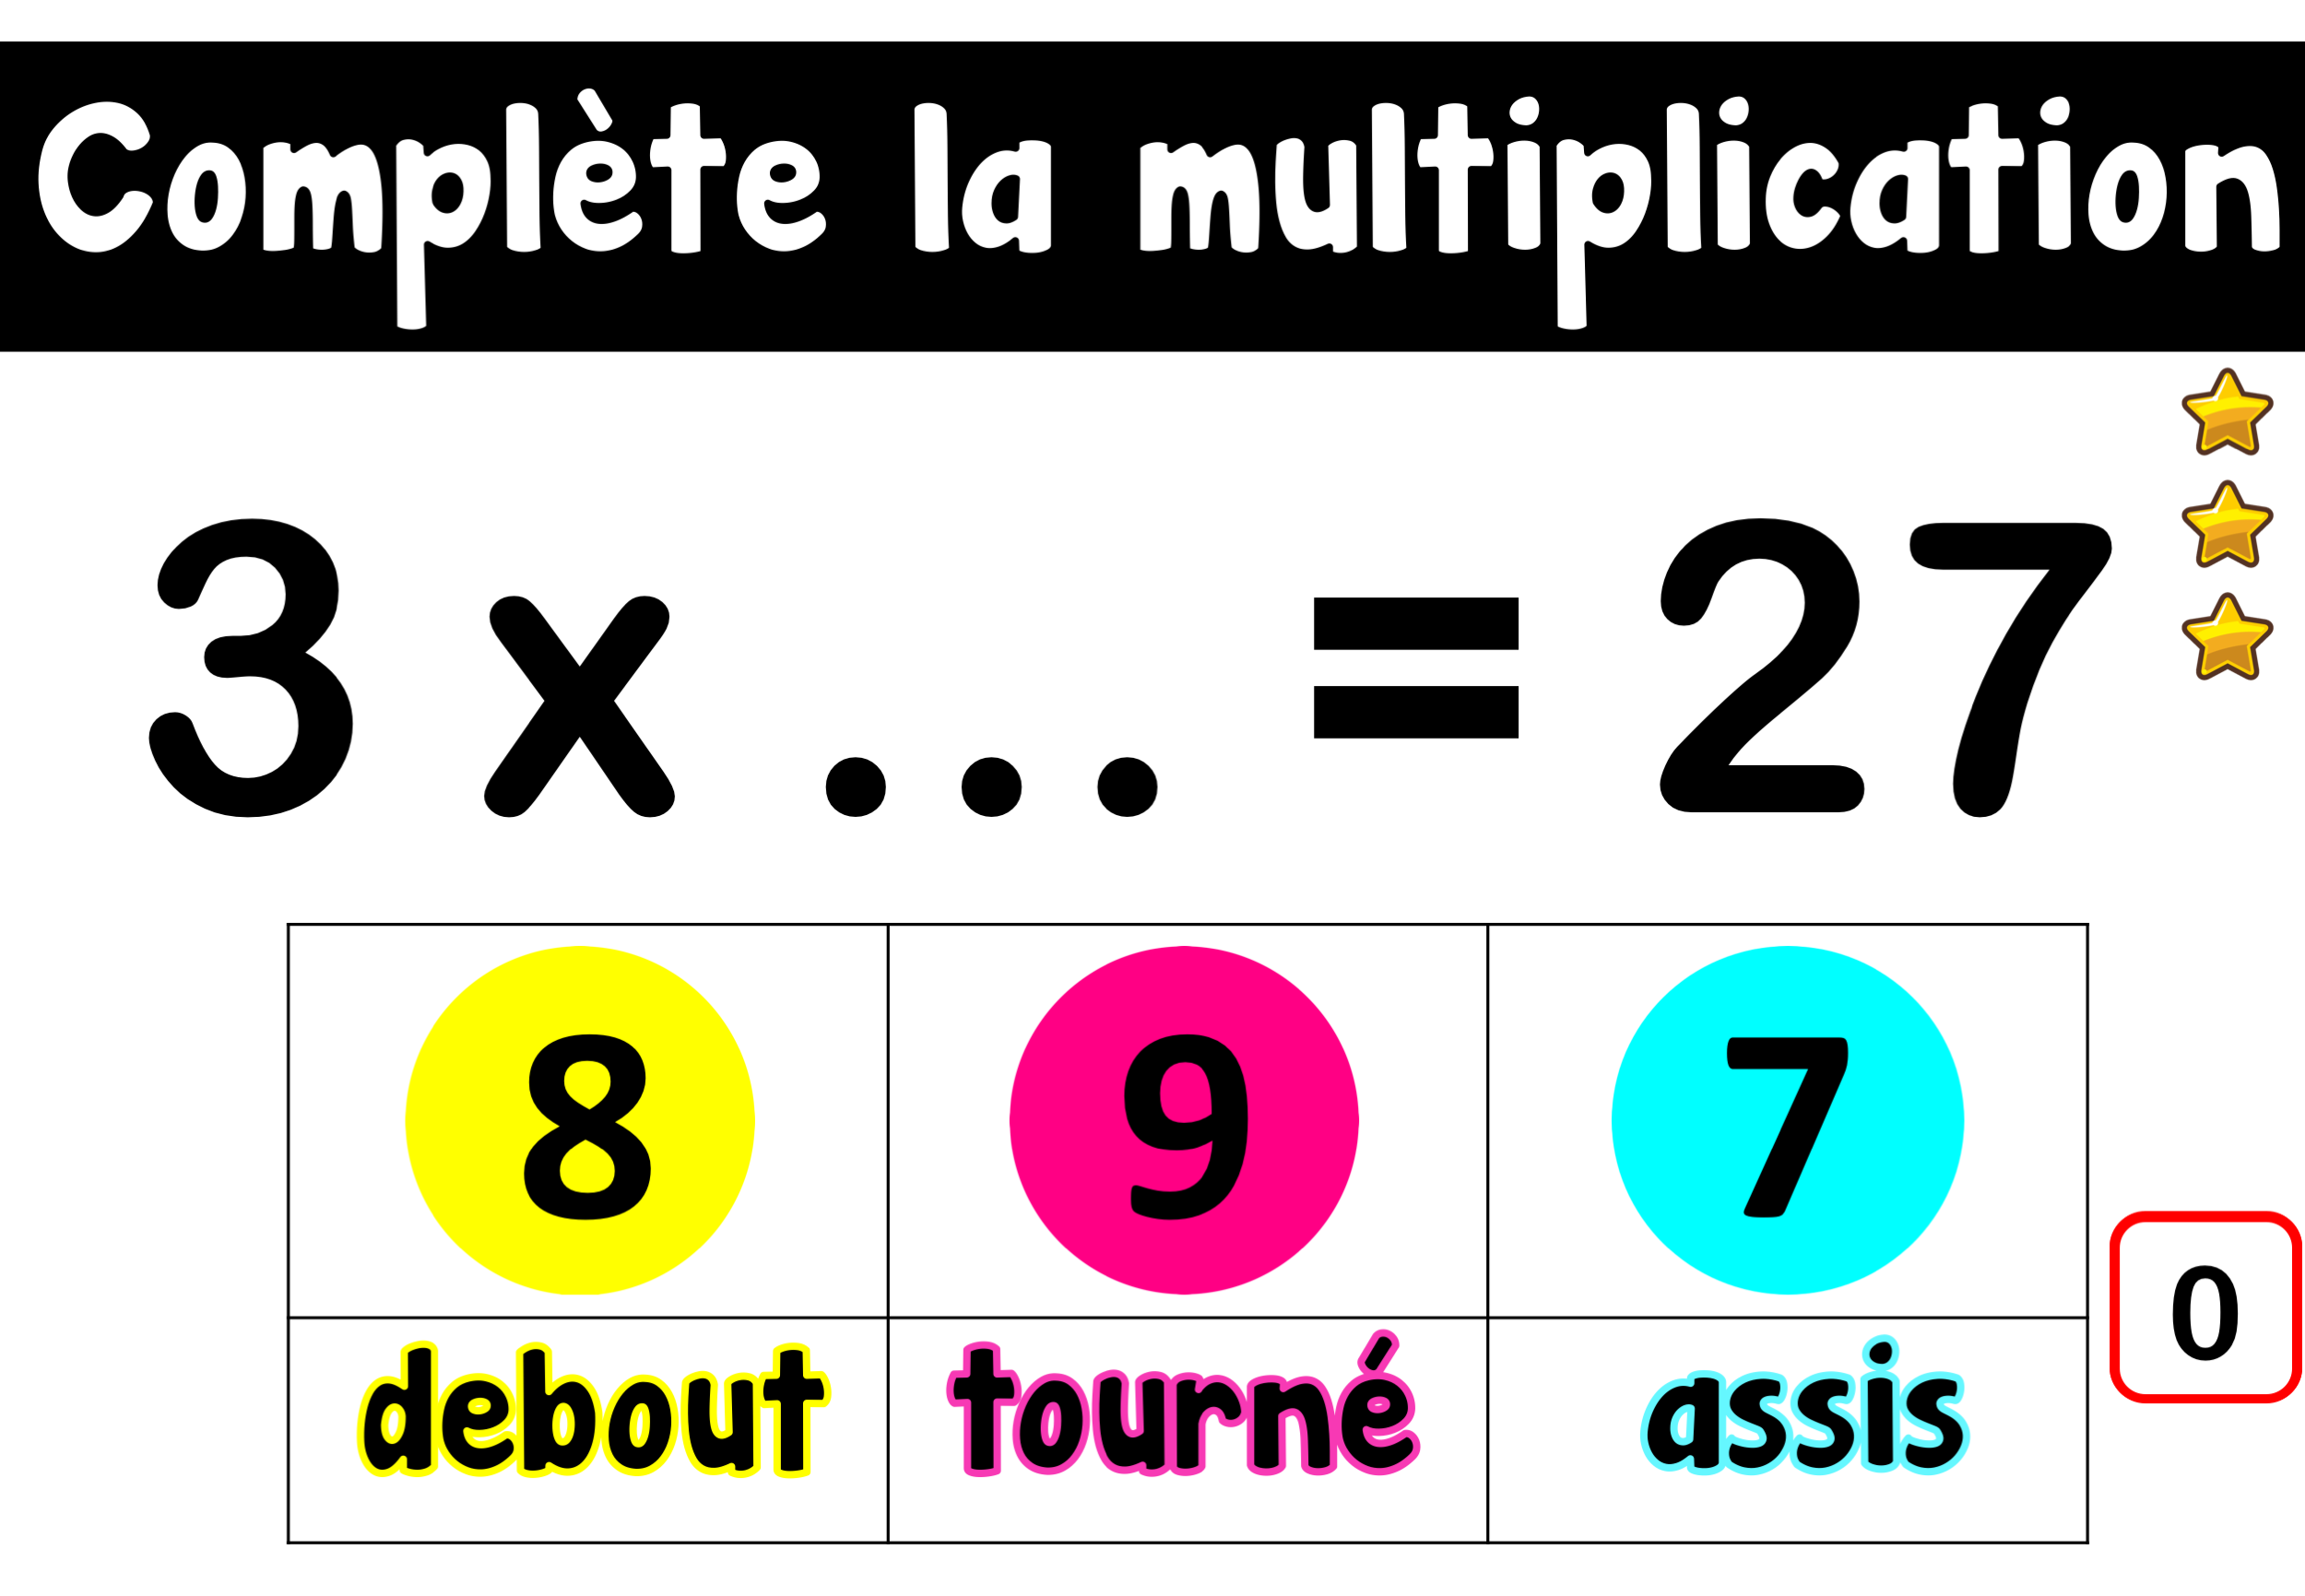 Complète la multiplication
3 x ... = 27
8 9 7
0
debout tourné assis